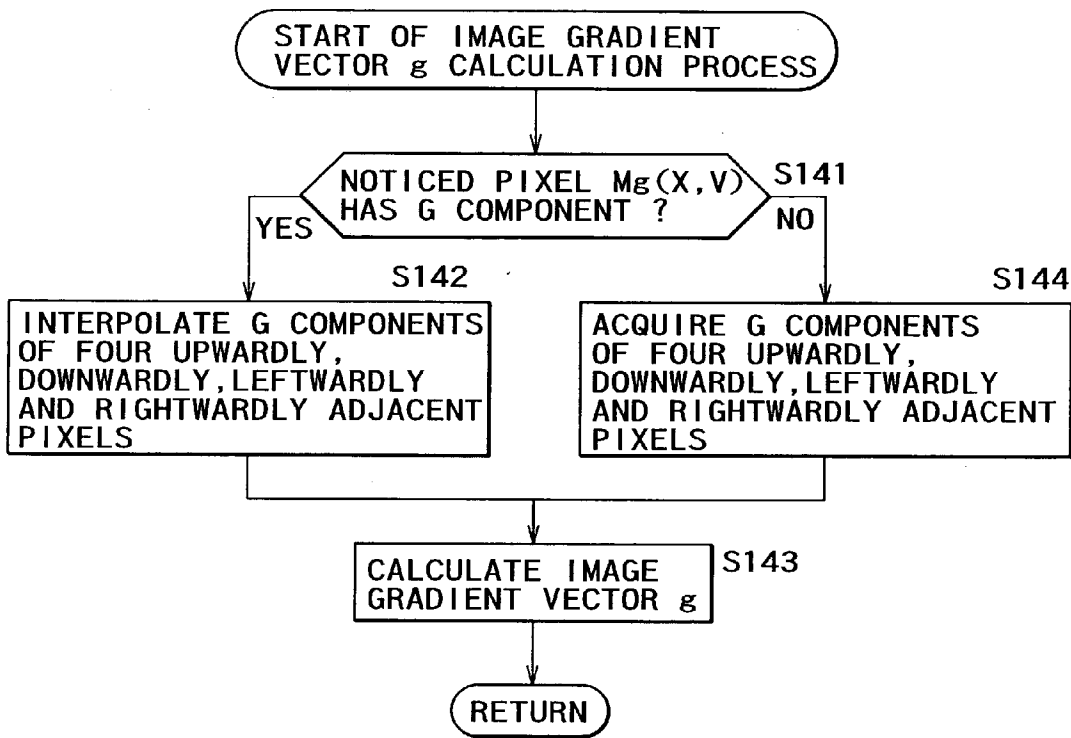 START OF IMAGE GRADIENT
VECTOR g CALCULATION PROCESS
NOTICED PIXEL Mg(X,V)
HAS G COMPONENT ?
S141
YES
NO
S142
INTERPOLATE G COMPONENTS
OF FOUR UPWARDLY,
DOWNWARDLY,LEFTWARDLY
AND RIGHTWARDLY ADJACENT
PIXELS
S144
ACQUIRE G COMPONENTS
OF FOUR UPWARDLY,
DOWNWARDLY,LEFTWARDLY
AND RIGHTWARDLY ADJACENT
PIXELS
CALCULATE IMAGE
GRADIENT VECTOR g
S143
RETURN